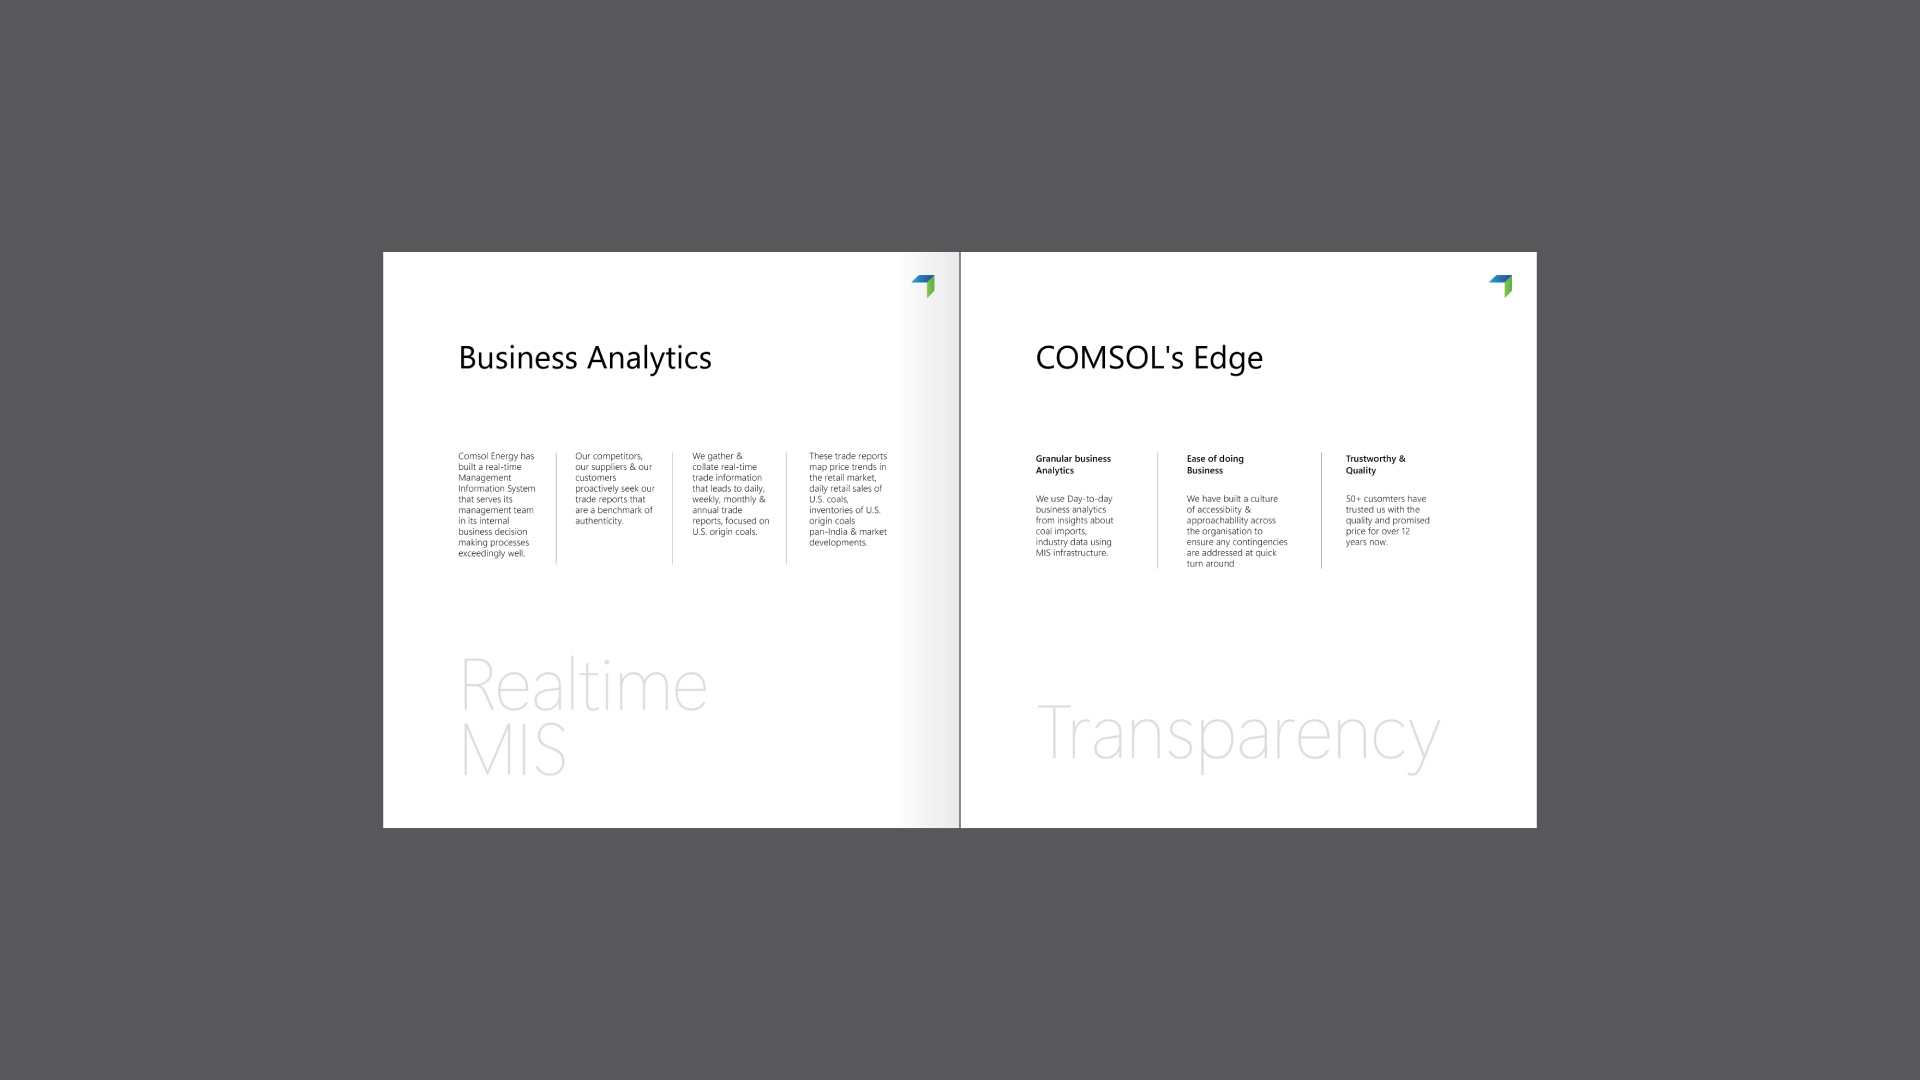 Business Analytics
Comsol Energy has
built a real-time
Management
Information System
that serves its
management team
in its internal
business decision
making processes
exceedingly well.
Our competitors,
our suppliers & our
customers
proactively seek our
trade reports that
are a benchmark of
authenticity.
We gather &
collate real-time
trade information
that leads to daily,
weekly, monthly &
annual trade
reports, focused on
U.S. origin coals.
These trade reports
map price trends in
the retail market,
daily retail sales of
U.S. coals,
inventories of U.S.
origin coals
pan-India & market
developments.
Realtime
MIS
COMSOL's Edge
Granular business
Analytics
We use Day-to-day
business analytics
from insights about
coal imports,
industry data using
MIS infrastructure.
Ease of doing
Business
We have built a culture
of accessibiity &
approachability across
the organisation to
ensure any contingencies
are addressed at quick
turn around
Trustworthy &
Quality
50+ cusomters have
trusted us with the
quality and promised
price for over 12
years now.
Transparency